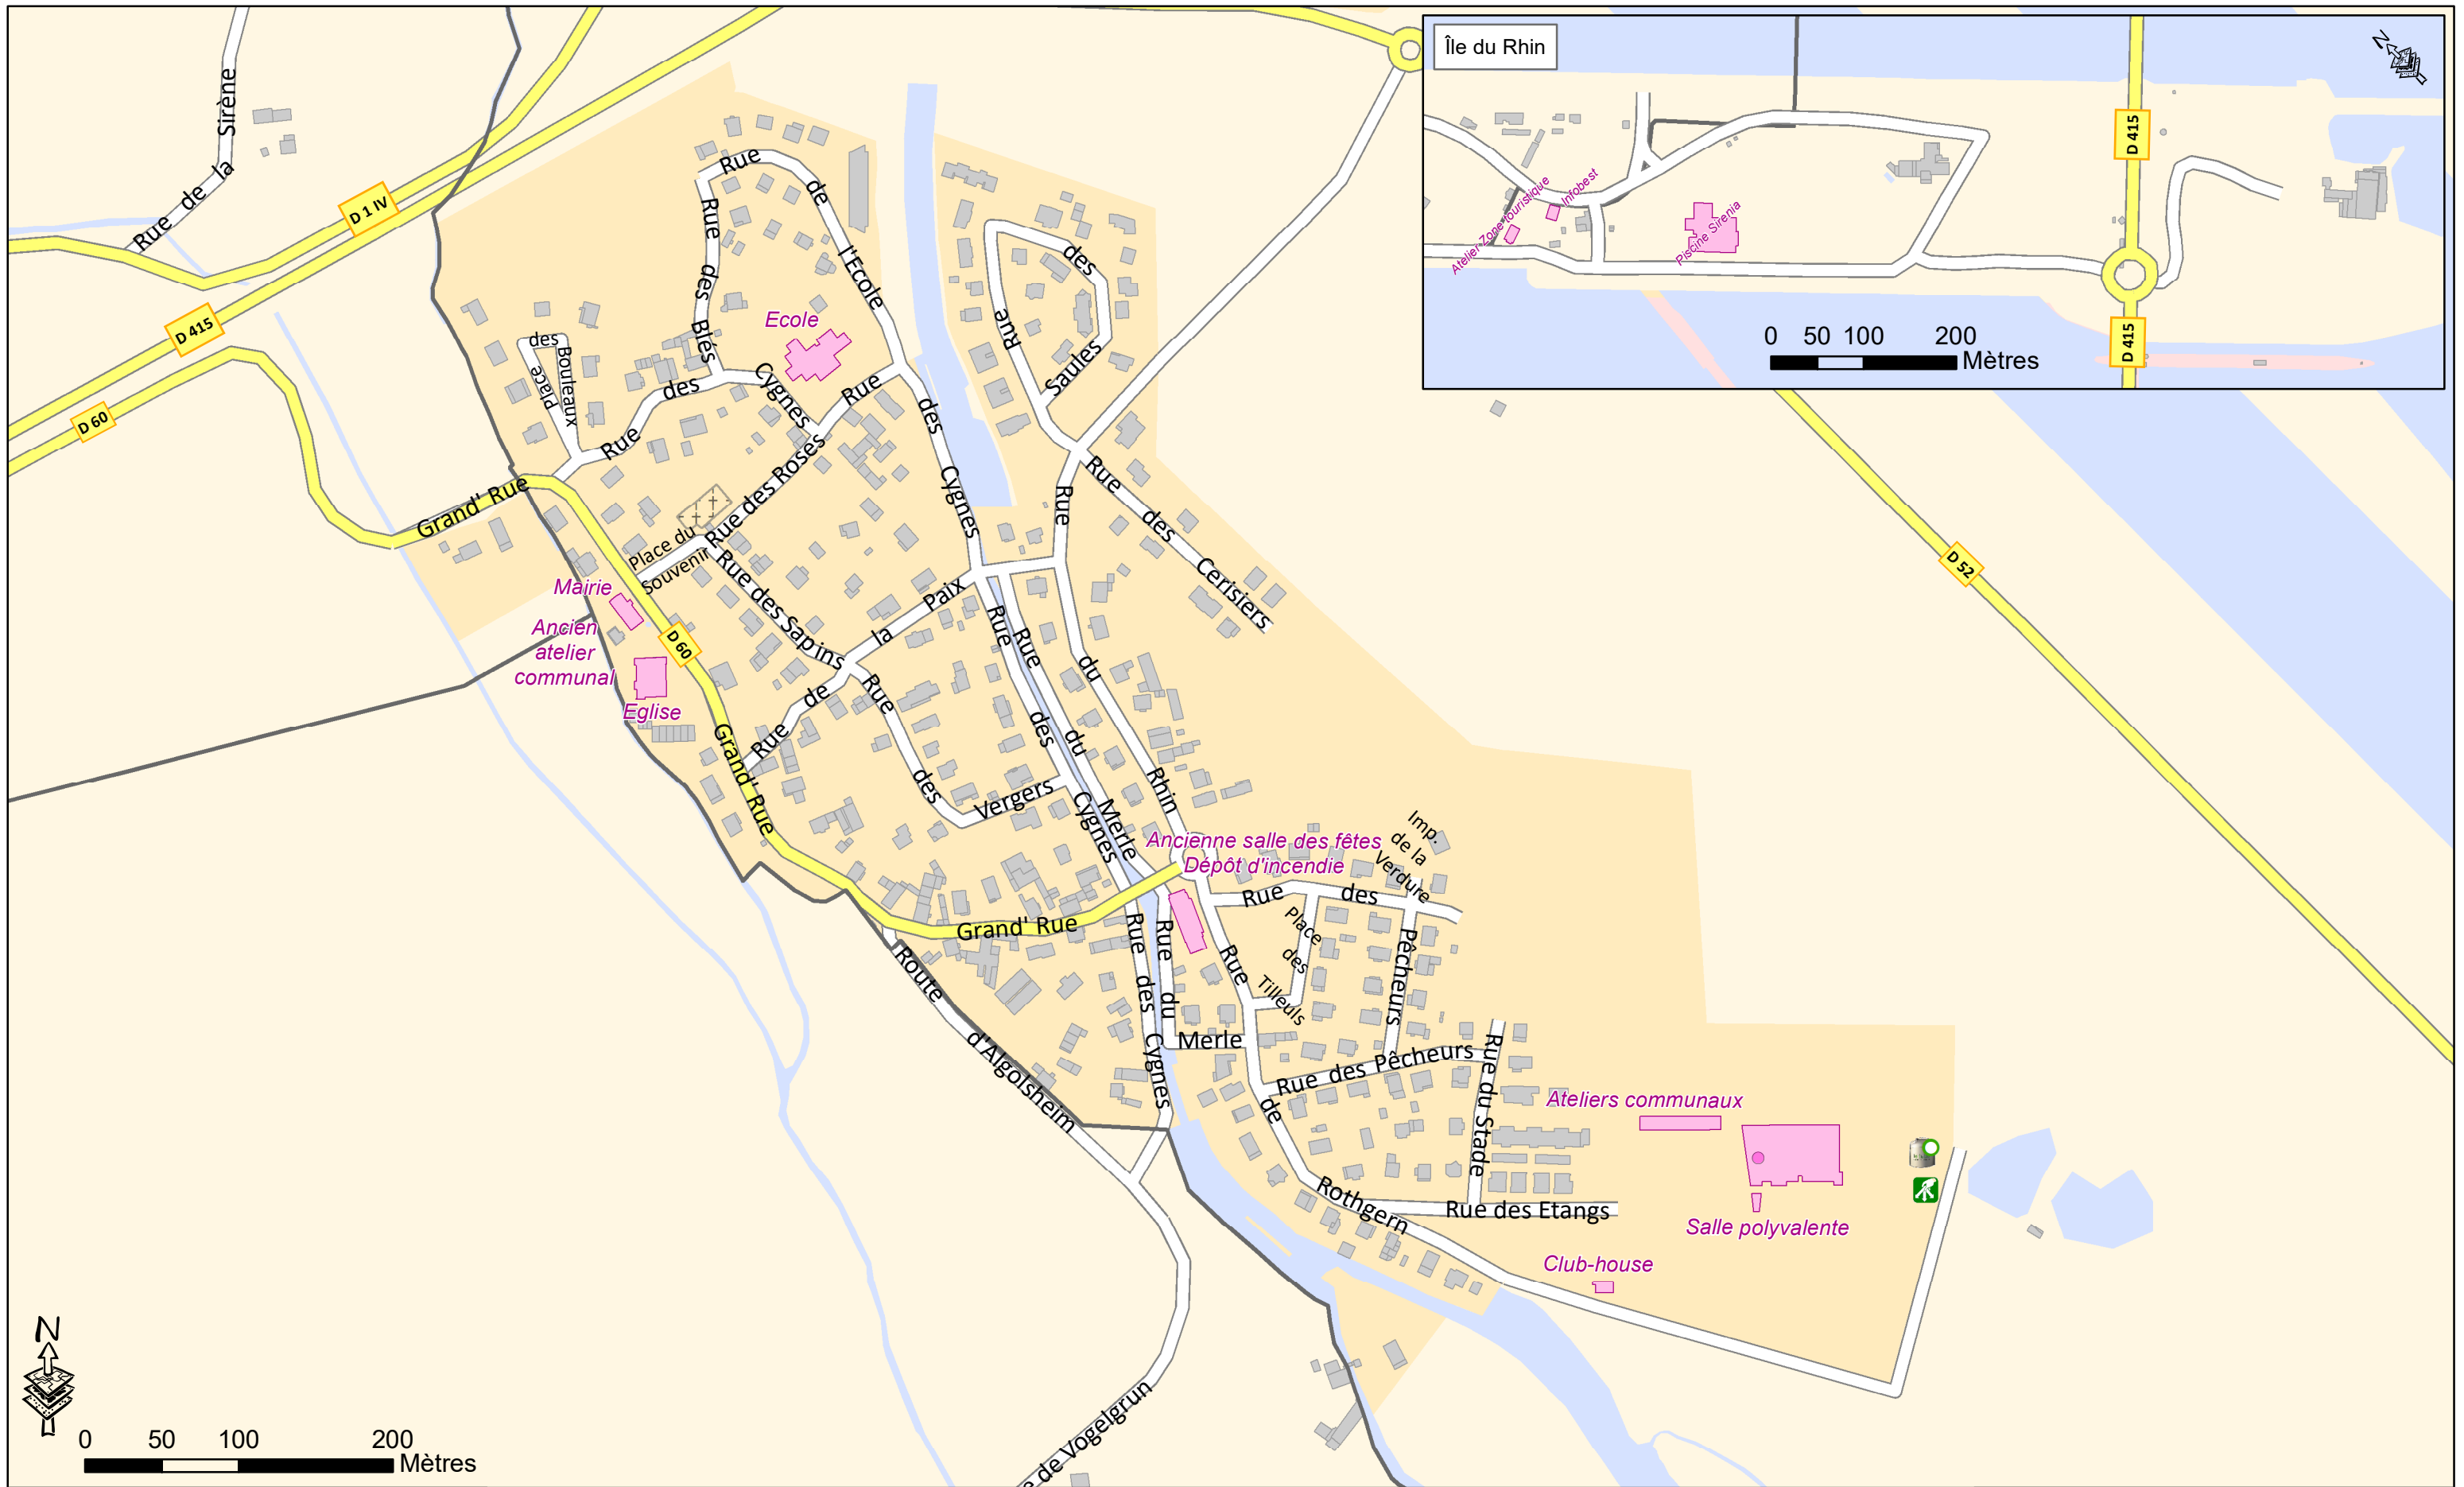 Île du Rhin
N
D 415
Infobest
Atelier Zone touristique
Piscine Sirenia
0 50 100 200
Mètres
D 415
Rue de la Sirène
D 1 IV
D 415
D 60
Rue de l'Ecole
Rue des Blés
Ecole
Place des Bouleaux
Rue des Cygnes
Rue des Roses
Rue des Saules
Rue des Cygnes
Grand' Rue
Place du
Souvenir
Rue des Cerisiers
D 52
Mairie
Ancien
atelier
communal
D 60
Eglise
Rue des Sapins
Rue de la Paix
Rue des Vergers
Rue des Cygnes
Rue du Merle
Rue du Rhin
Grand' Rue
Ancienne salle des fêtes
Dépôt d'incendie
Imp.
de la
Verdure
Rue des Pêcheurs
Place
des
Tilleuls
Grand' Rue
Route d'Algolsheim
Rue des Cygnes
Rue du Merle
Rue des Pêcheurs
Rue du Stade
Rue de Rothgern
Rue des Etangs
Ateliers communaux
Salle polyvalente
Club-house
e de Vogelgrun
N
0 50 100 200
Mètres